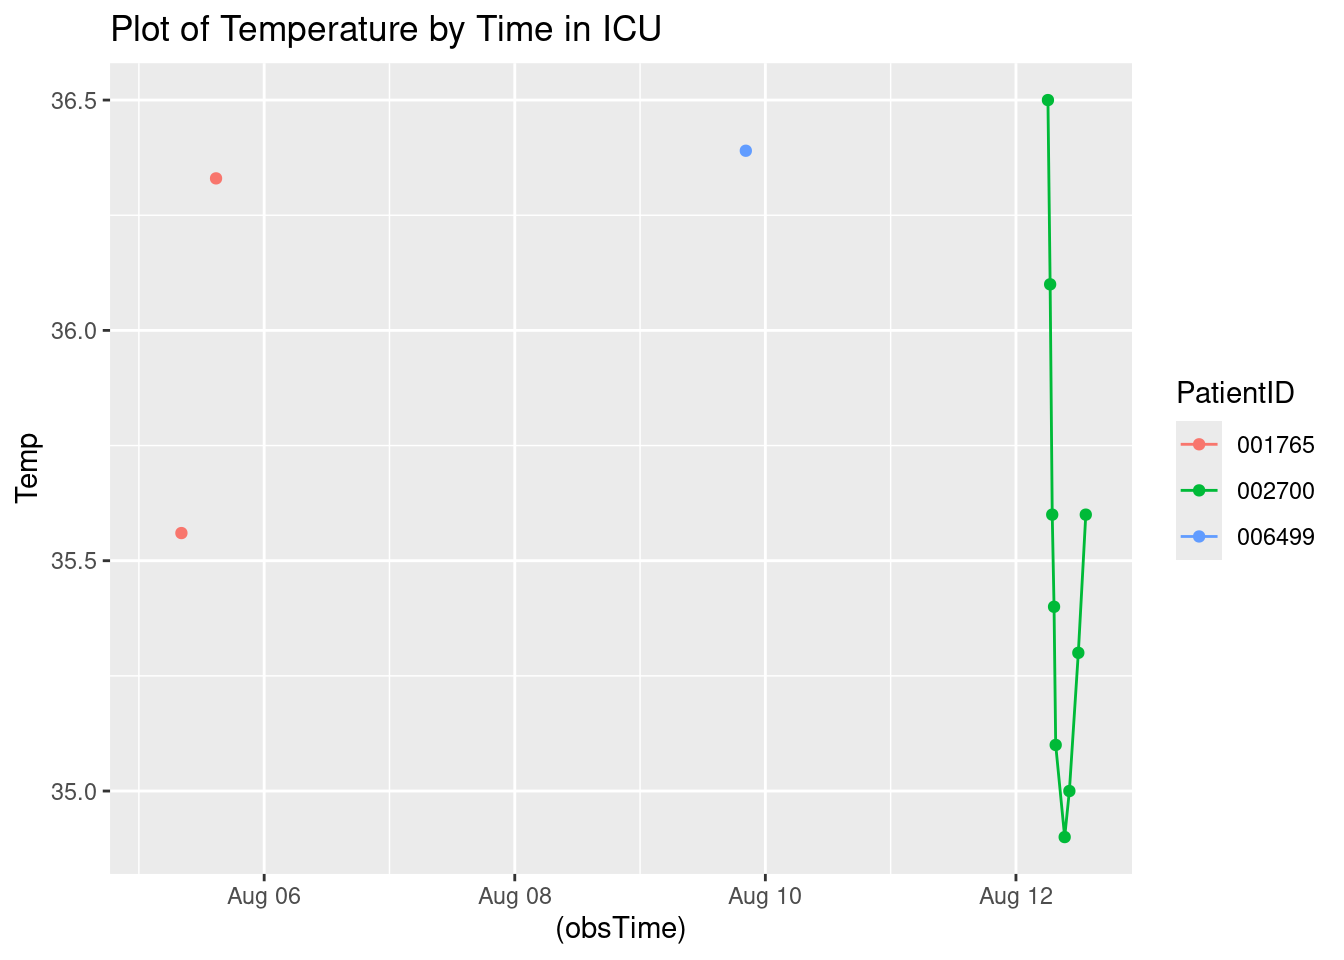 Plot of Temperature by Time in ICU
36.5
36.0
35.5
35.0
Temp
Aug 06 Aug 08 Aug 10 Aug 12
(obsTime)
PatientID
001765
002700
006499